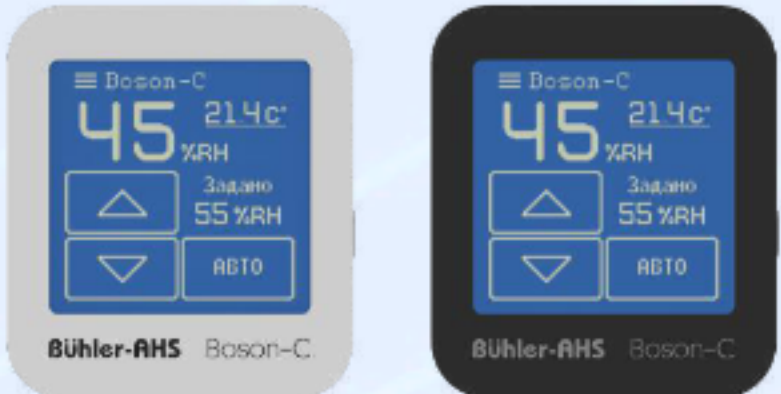 Boson-C
45 %RH
21.4c°
Задано
55 %RH
АВТО
Bühler-AHS Boson-C
Boson-C
45 %RH
21.4c°
Задано
55 %RH
АВТО
Bühler-AHS Boson-C